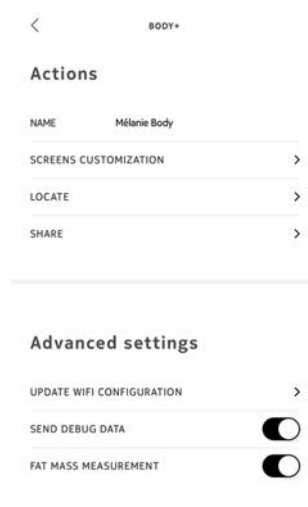 BODY+
Actions
NAME Mélanie Body
SCREENS CUSTOMIZATION
LOCATE
SHARE
Advanced settings
UPDATE WIFI CONFIGURATION
SEND DEBUG DATA
FAT MASS MEASUREMENT